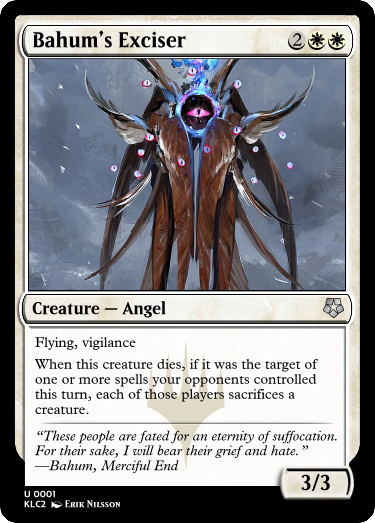 Bahum's Exciser 2
Creature — Angel
Flying, vigilance
When this creature dies, if it was the target of
one or more spells your opponents controlled
this turn, each of those players sacrifices a
creature.
“These people are fated for an eternity of suffocation.
For their sake, I will bear their grief and hate.”
—Bahum, Merciful End
3/3
U 0001
KLC2 Erik Nilsson